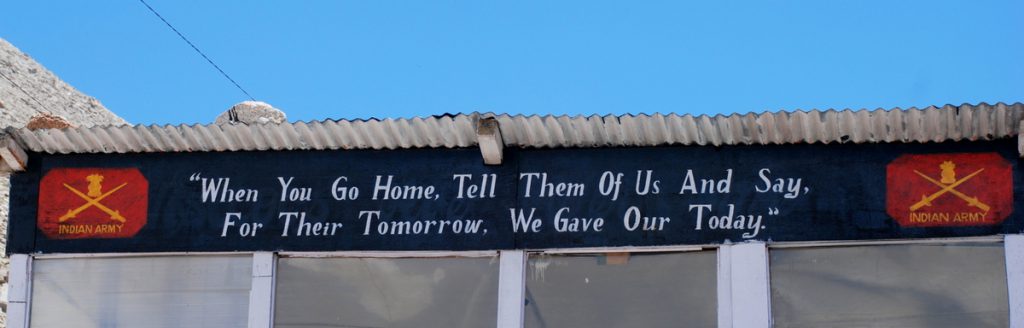 "When You Go Home, Tell Them Of Us And Say,
For Their Tomorrow, We Gave Our Today."
INDIAN ARMY
INDIAN ARMY